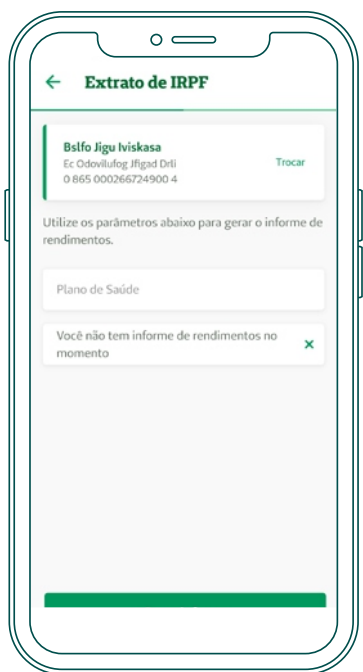 Extrato de IRPF
Bslfo Jigu Iviskasa
Ec Odovilufog Jfigad Drli
0 865 000266724900 4
Trocar
Utilize os parâmetros abaixo para gerar o informe de
rendimentos.
Plano de Saúde
Você não tem informe de rendimentos no
momento